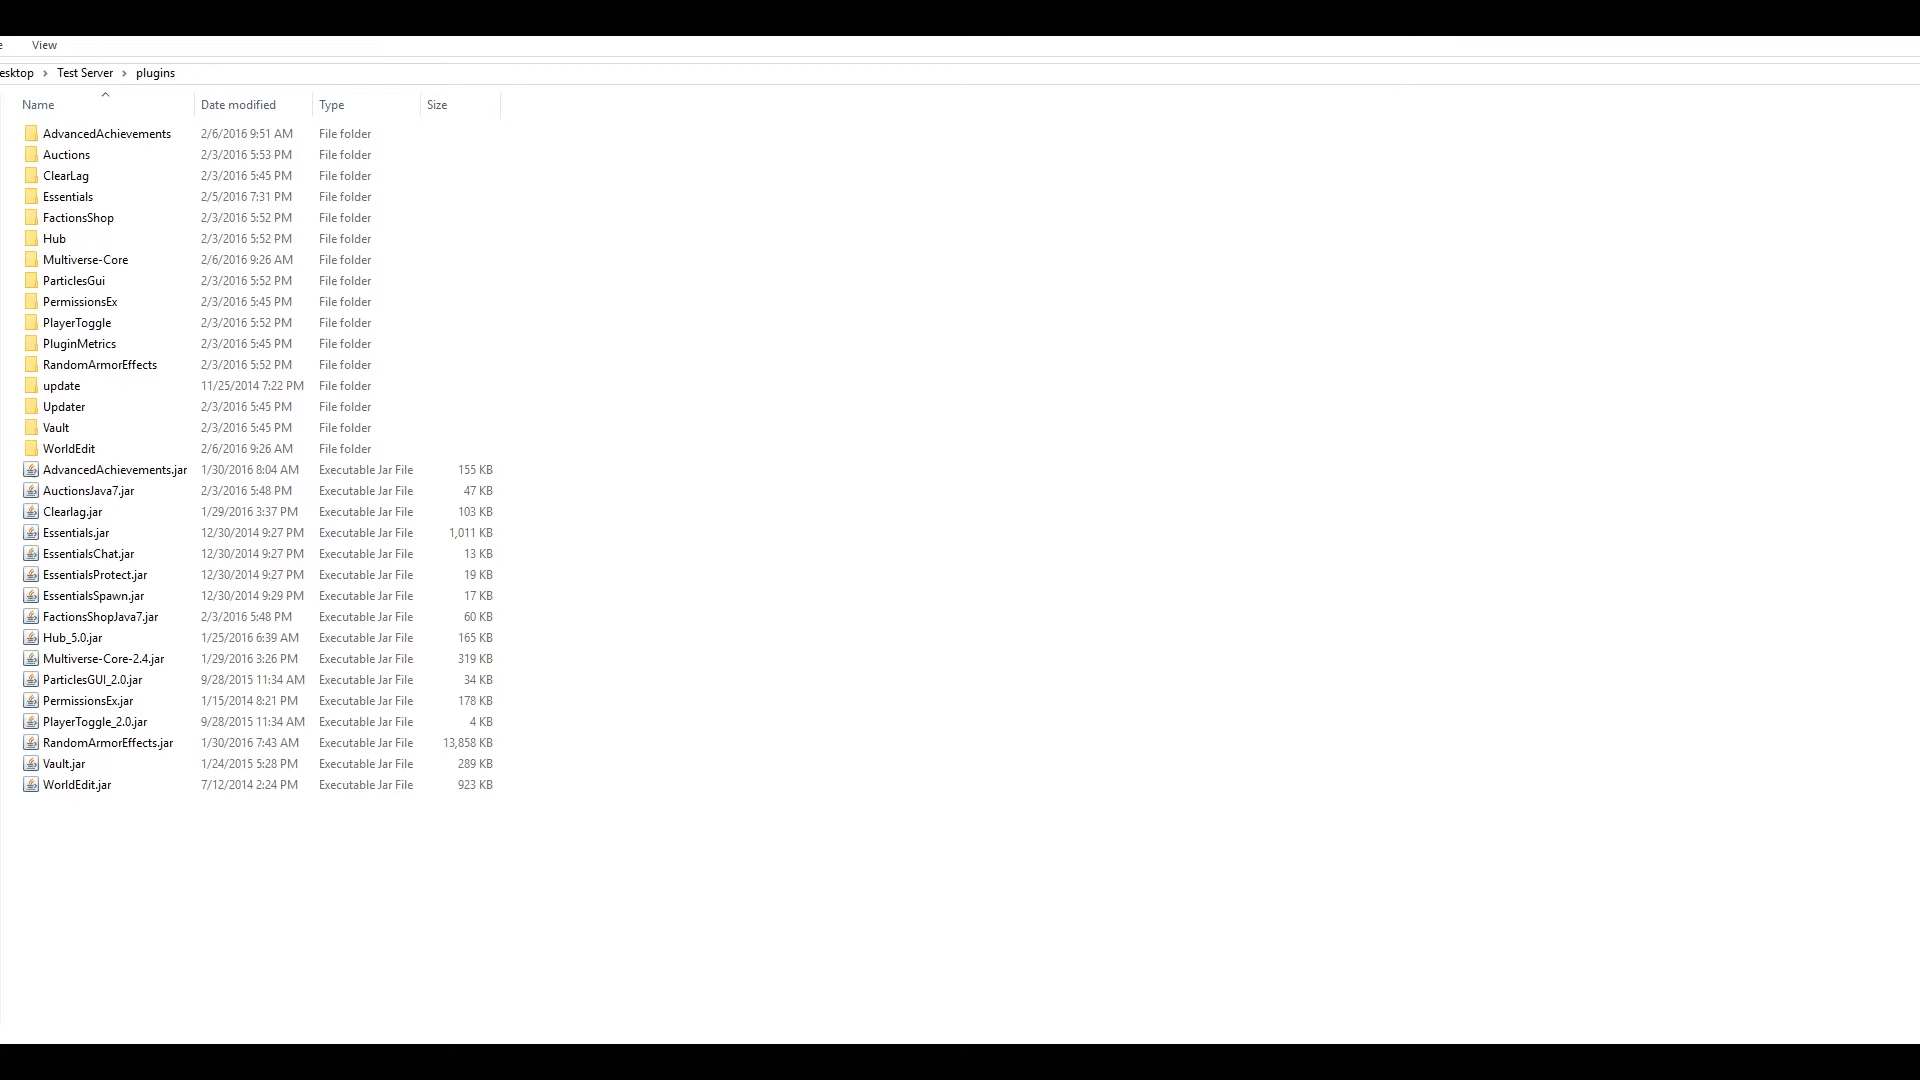 View
esktop > Test Server > plugins
Name Date modified Type Size
AdvancedAchievements 2/6/2016 9:51 AM File folder
Auctions 2/3/2016 5:53 PM File folder
ClearLag 2/3/2016 5:45 PM File folder
Essentials 2/5/2016 7:31 PM File folder
FactionsShop 2/3/2016 5:52 PM File folder
Hub 2/3/2016 5:52 PM File folder
Multiverse-Core 2/6/2016 9:26 AM File folder
ParticlesGui 2/3/2016 5:52 PM File folder
PermissionsEx 2/3/2016 5:45 PM File folder
PlayerToggle 2/3/2016 5:52 PM File folder
PluginMetrics 2/3/2016 5:45 PM File folder
RandomArmorEffects 2/3/2016 5:52 PM File folder
update 11/25/2014 7:22 PM File folder
Updater 2/3/2016 5:45 PM File folder
Vault 2/3/2016 5:45 PM File folder
WorldEdit 2/6/2016 9:26 AM File folder
AdvancedAchievements.jar 1/30/2016 8:04 AM Executable Jar File 155 KB
AuctionsJava7.jar 2/3/2016 5:48 PM Executable Jar File 47 KB
Clearlag.jar 1/29/2016 3:37 PM Executable Jar File 103 KB
Essentials.jar 12/30/2014 9:27 PM Executable Jar File 1,011 KB
EssentialsChat.jar 12/30/2014 9:27 PM Executable Jar File 13 KB
EssentialsProtect.jar 12/30/2014 9:27 PM Executable Jar File 19 KB
EssentialsSpawn.jar 12/30/2014 9:29 PM Executable Jar File 17 KB
FactionsShopJava7.jar 2/3/2016 5:48 PM Executable Jar File 60 KB
Hub_5.0.jar 1/25/2016 6:39 AM Executable Jar File 165 KB
Multiverse-Core-2.4.jar 1/29/2016 3:26 PM Executable Jar File 319 KB
ParticlesGUI_2.0.jar 9/28/2015 11:34 AM Executable Jar File 34 KB
PermissionsEx.jar 1/15/2014 8:21 PM Executable Jar File 178 KB
PlayerToggle_2.0.jar 9/28/2015 11:34 AM Executable Jar File 4 KB
RandomArmorEffects.jar 1/30/2016 7:43 AM Executable Jar File 13,858 KB
Vault.jar 1/24/2015 5:28 PM Executable Jar File 289 KB
WorldEdit.jar 7/12/2014 2:24 PM Executable Jar File 923 KB